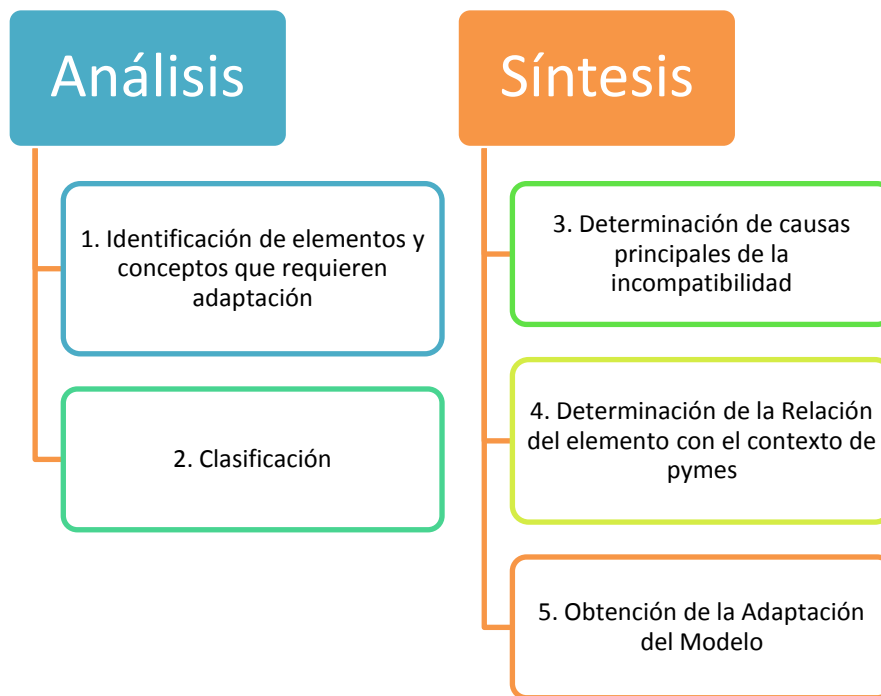 Análisis
1. Identificación de elementos y
conceptos que requieren
adaptación
2. Clasificación
Síntesis
3. Determinación de causas
principales de la
incompatibilidad
4. Determinación de la Relación
del elemento con el contexto de
pymes
5. Obtención de la Adaptación
del Modelo